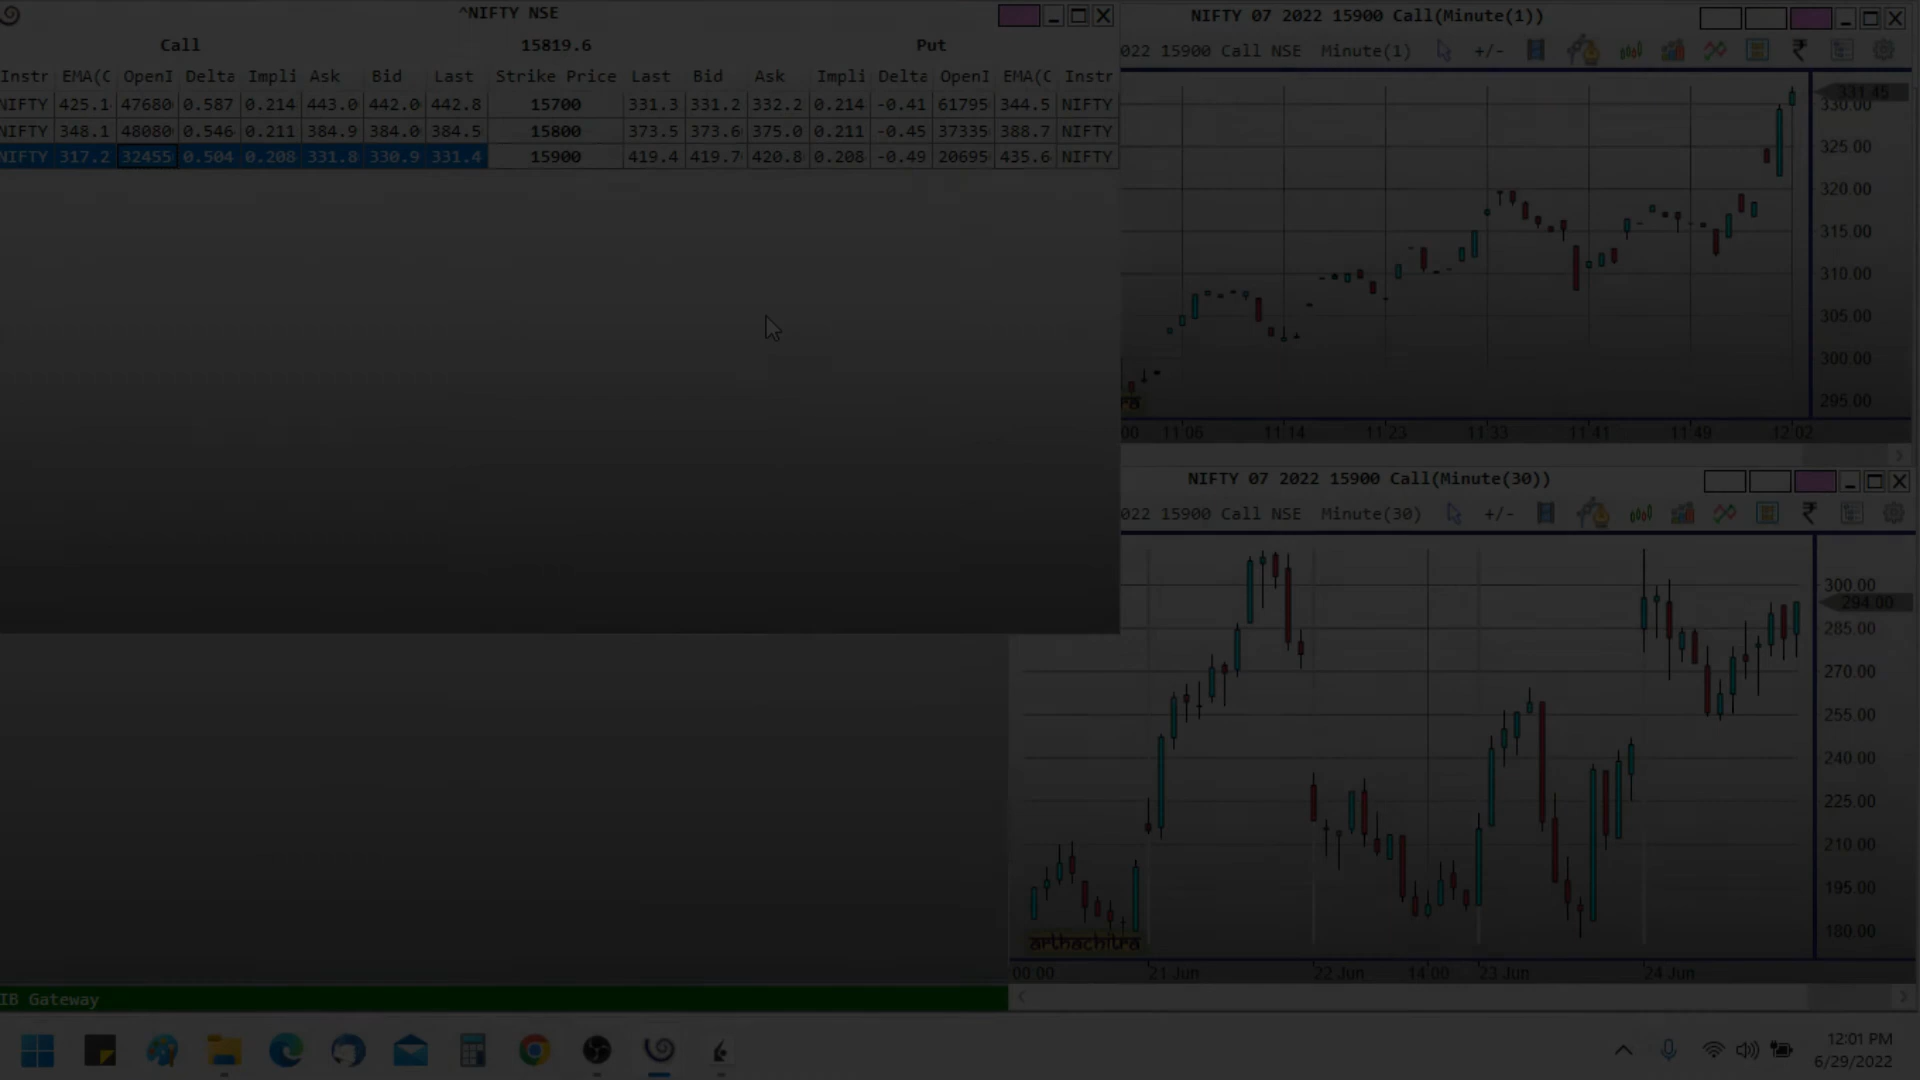 ^NIFTY NSE
Call 15819.6 Put
Instr EMA(C OpenI Delta Impli Ask Bid Last Strike Price Last Bid Ask Impli Delta OpenI EMA(C Instr
NIFTY 425.1 47680 0.587 0.214 443.0 442.0 442.8 15700 331.3 331.2 332.2 0.214 -0.41 61795 344.5 NIFTY
NIFTY 348.1 48080 0.546 0.211 384.9 384.0 384.5 15800 373.5 373.6 375.0 0.211 -0.45 37335 388.7 NIFTY
NIFTY 317.2 32455 0.504 0.208 331.8 330.9 331.4 15900 419.4 419.7 420.8 0.208 -0.49 20695 435.6 NIFTY
NIFTY 07 2022 15900 Call(Minute(1))
022 15900 Call NSE Minute(1) +/- ₹
331.45
330.00
325.00
320.00
315.00
310.00
305.00
300.00
295.00
00 11 06 11 14 11 23 11 33 11 41 11 49 12 02
NIFTY 07 2022 15900 Call(Minute(30))
022 15900 Call NSE Minute(30) +/- ₹
300.00
294.00
285.00
270.00
255.00
240.00
225.00
210.00
195.00
180.00
arthachitra
00 00 21 Jun 22 Jun 14 00 23 Jun 24 Jun
IB Gateway
12:01 PM
6/29/2022